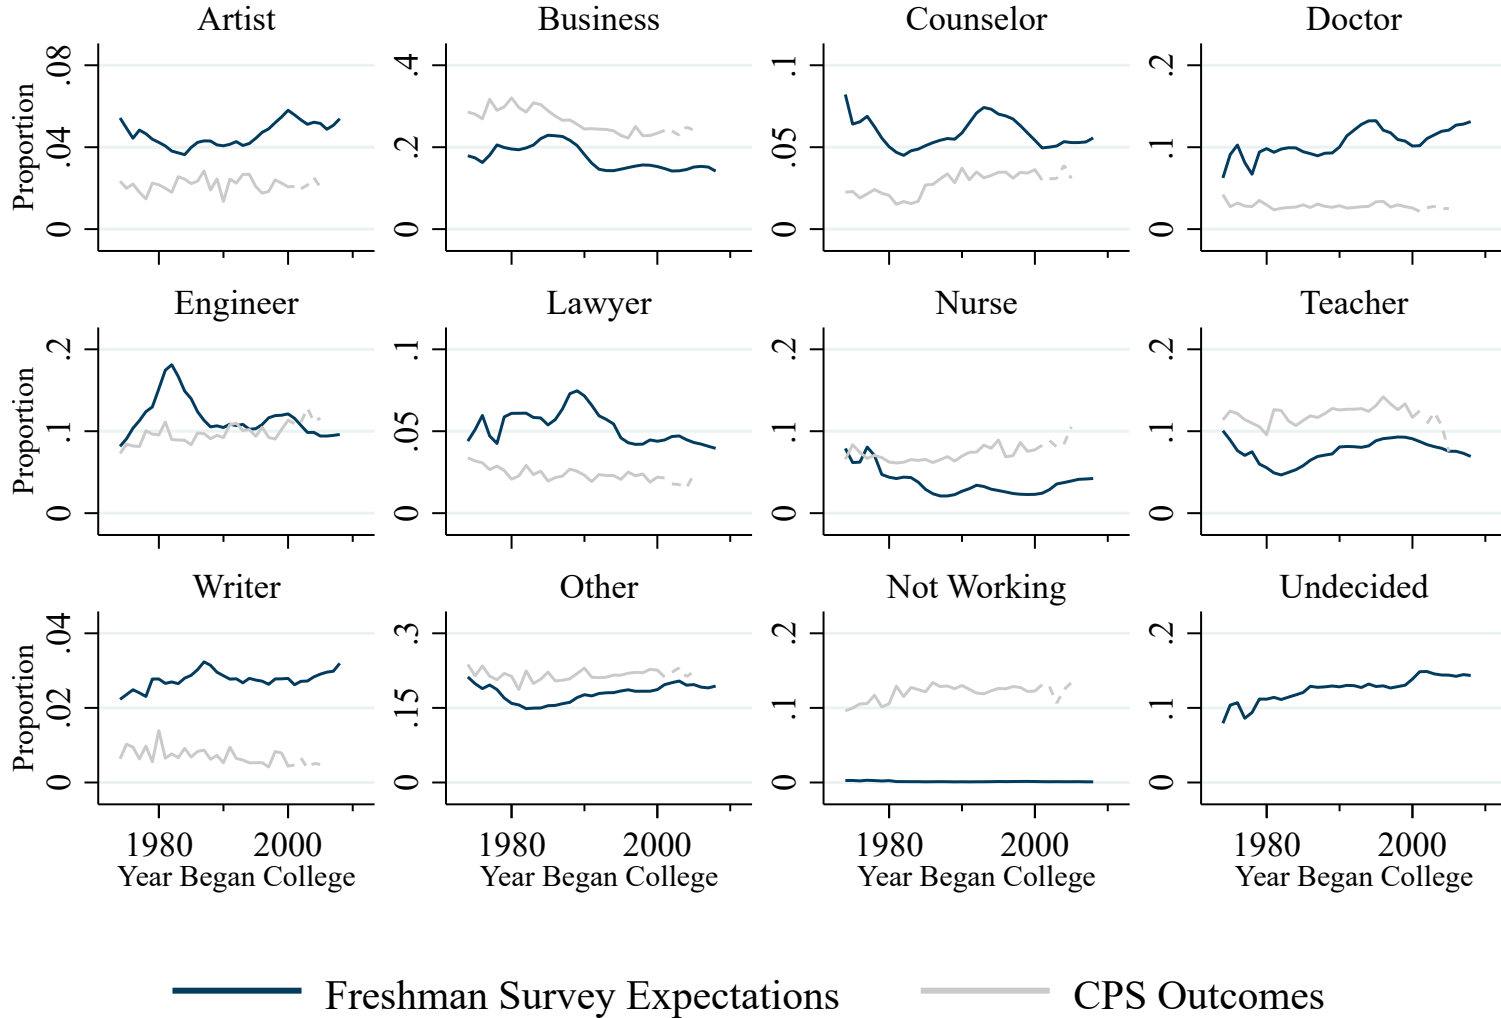 Artist Business Counselor Doctor
Proportion 0 .04 .08 0 .2 .4 0 .05 .1 0 .1 .2
Engineer Lawyer Nurse Teacher
Proportion 0 .1 .2 0 .05 .1 0 .1 .2 0 .1 .2
Writer Other Not Working Undecided
Proportion 0 .02 .04 0 .15 .3 0 .1 .2 0 .1 .2
1980 2000 1980 2000 1980 2000 1980 2000
Year Began College Year Began College Year Began College Year Began College
Freshman Survey Expectations CPS Outcomes